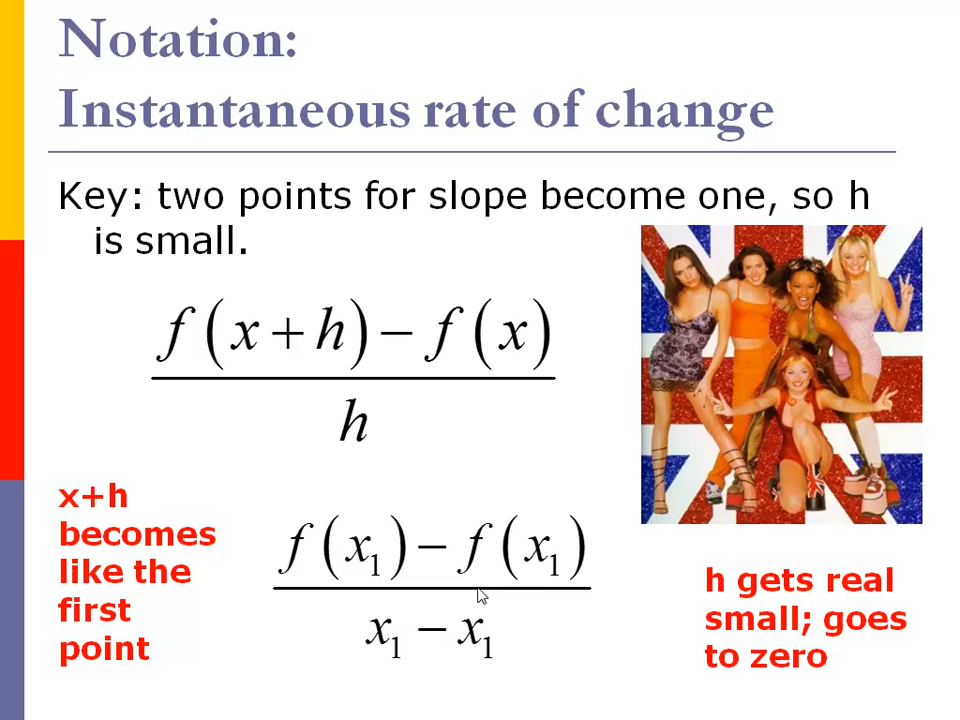 Notation:
Instantaneous rate of change
Key: two points for slope become one, so h
is small.
f(x+h)−f(x)
h
x+h
becomes
like the
first
point
f(x₁)−f(x₁)
x₁−x₁
h gets real
small; goes
to zero